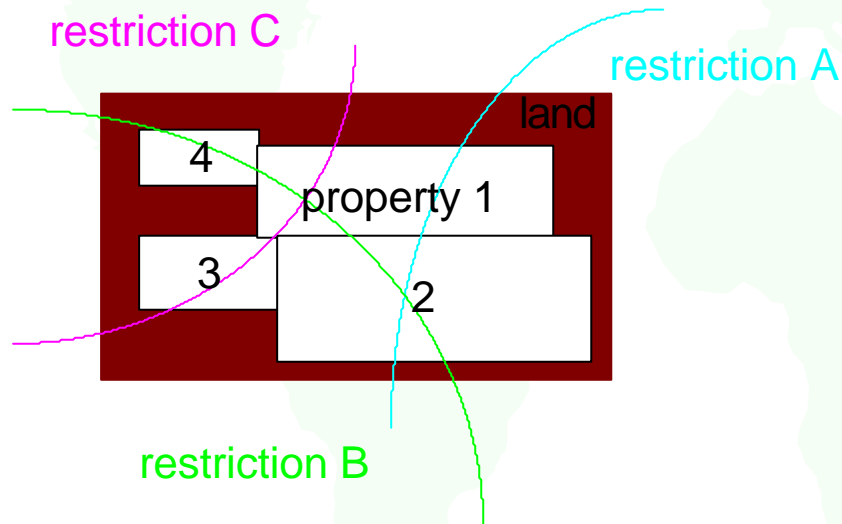 restriction C
restriction A
land
4
property 1
3
2
restriction B